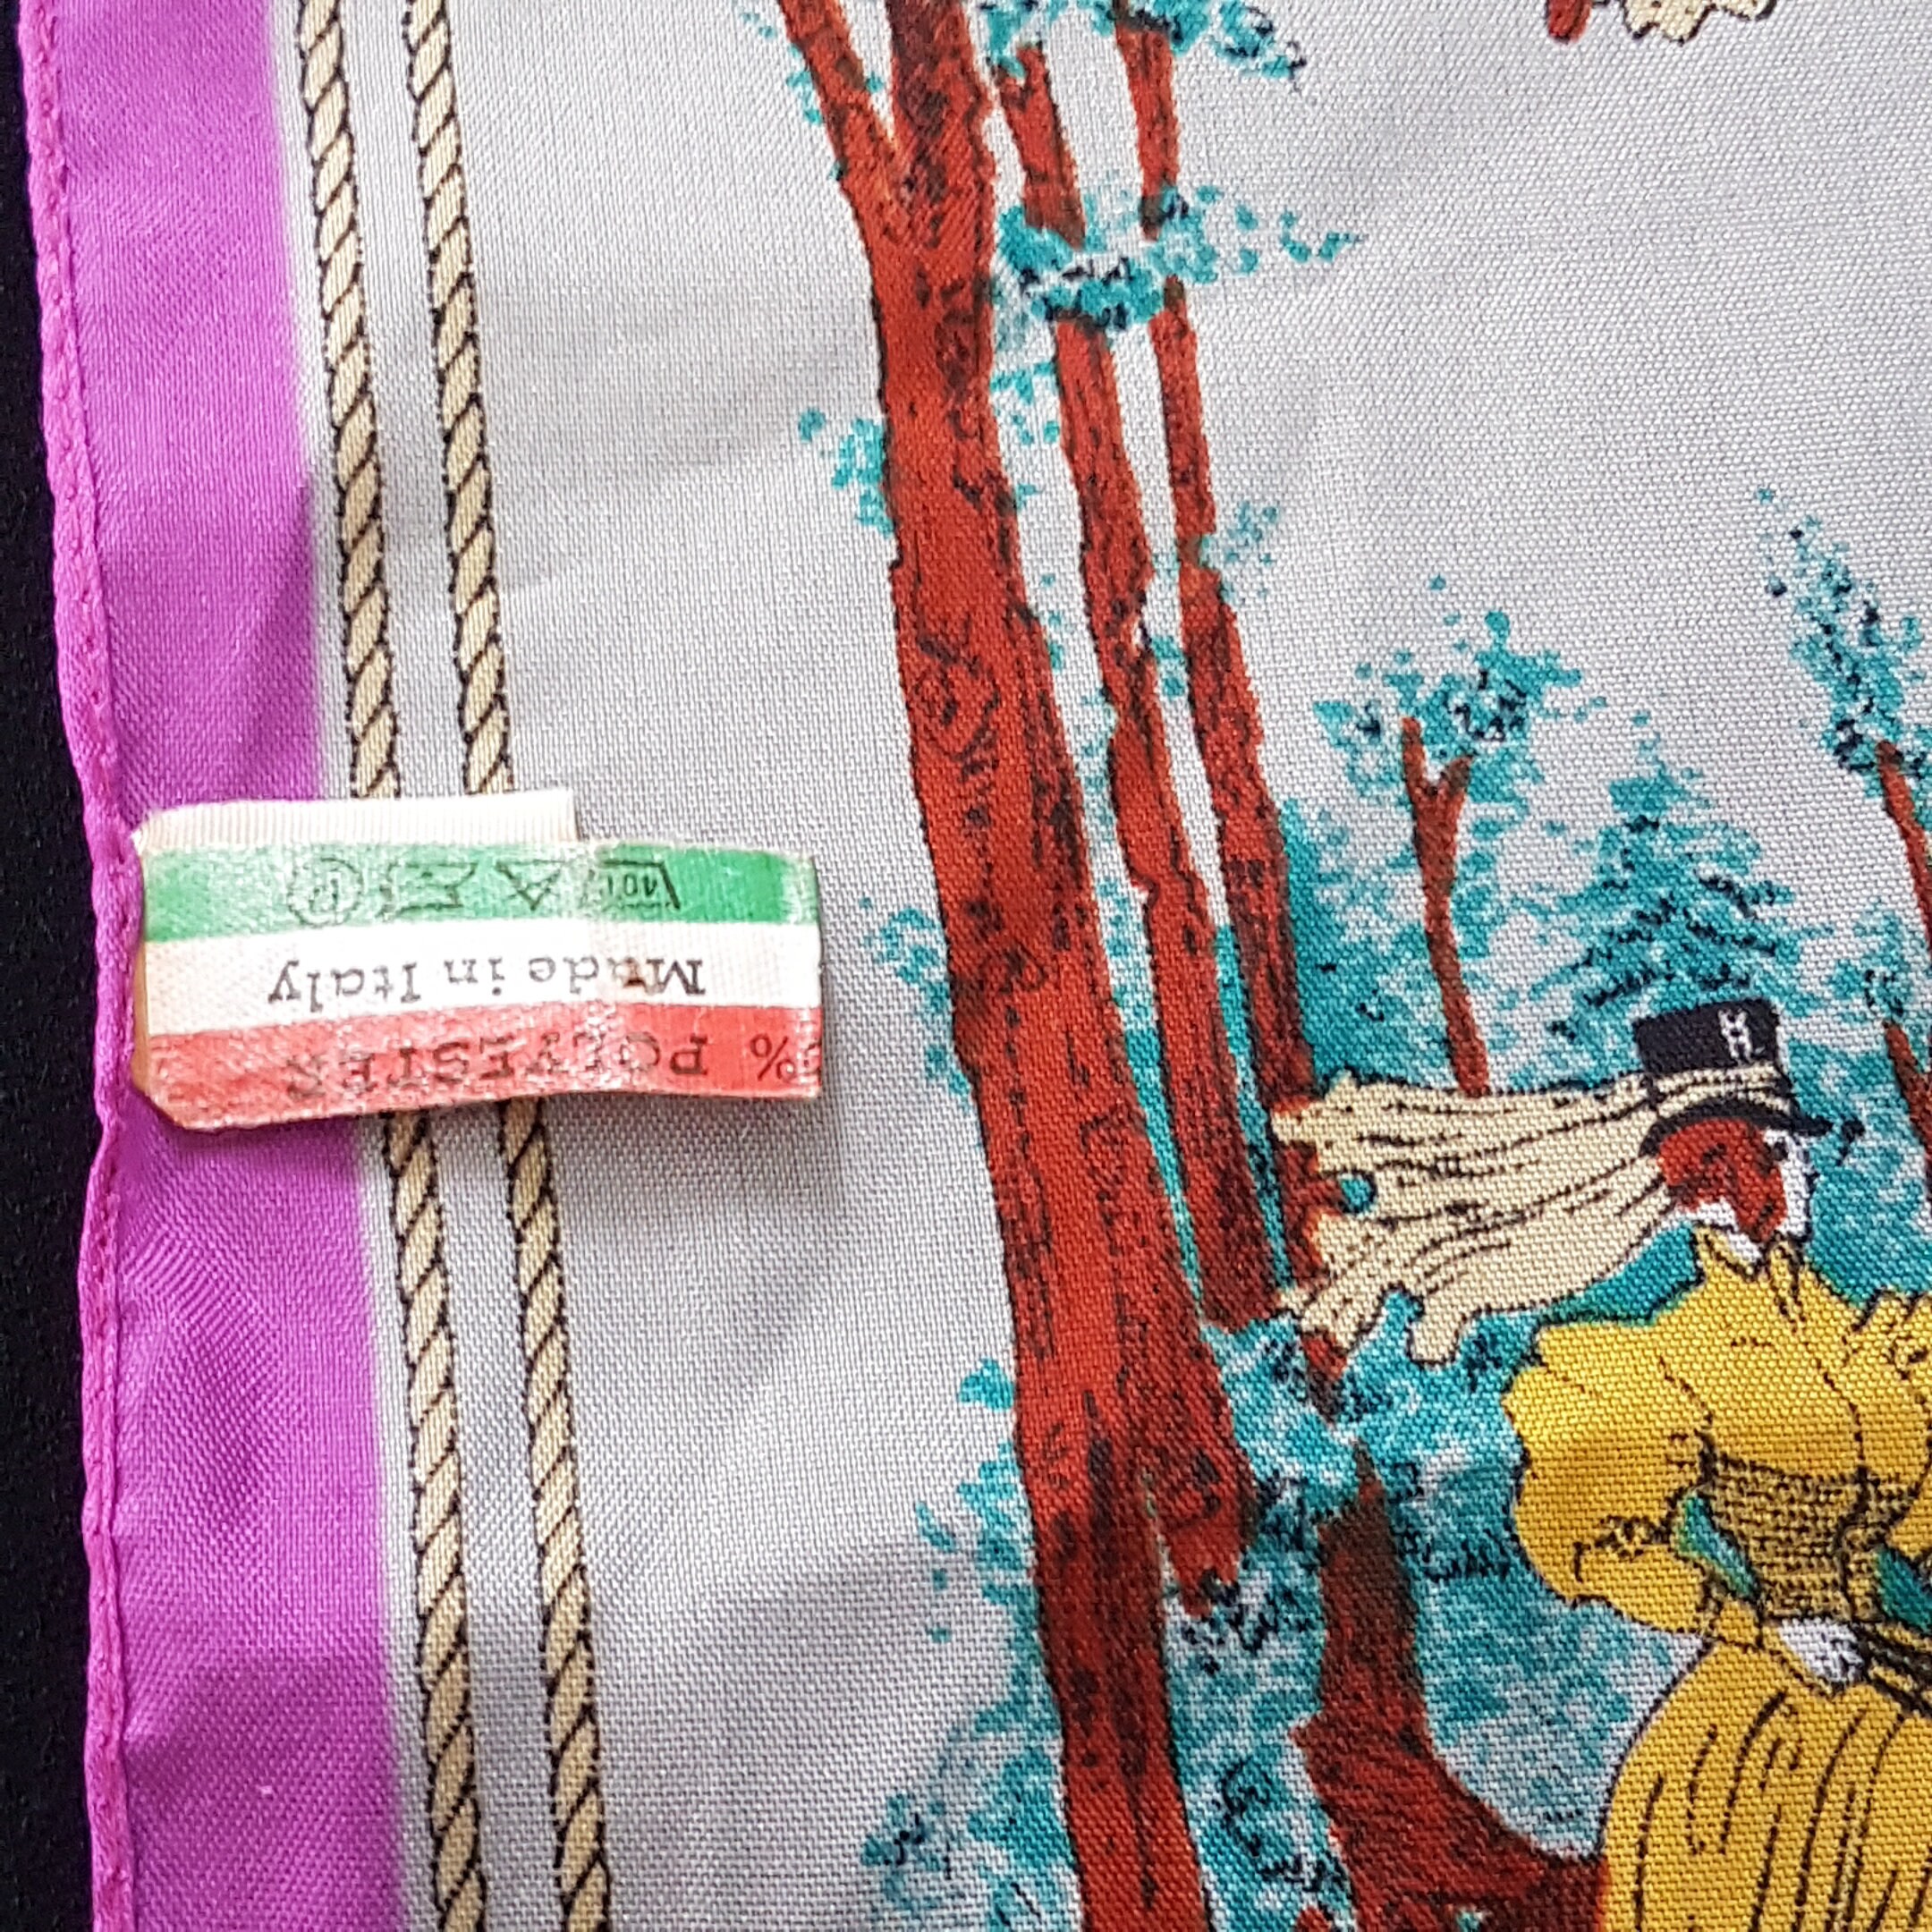 % POLYESTER
Made in Italy